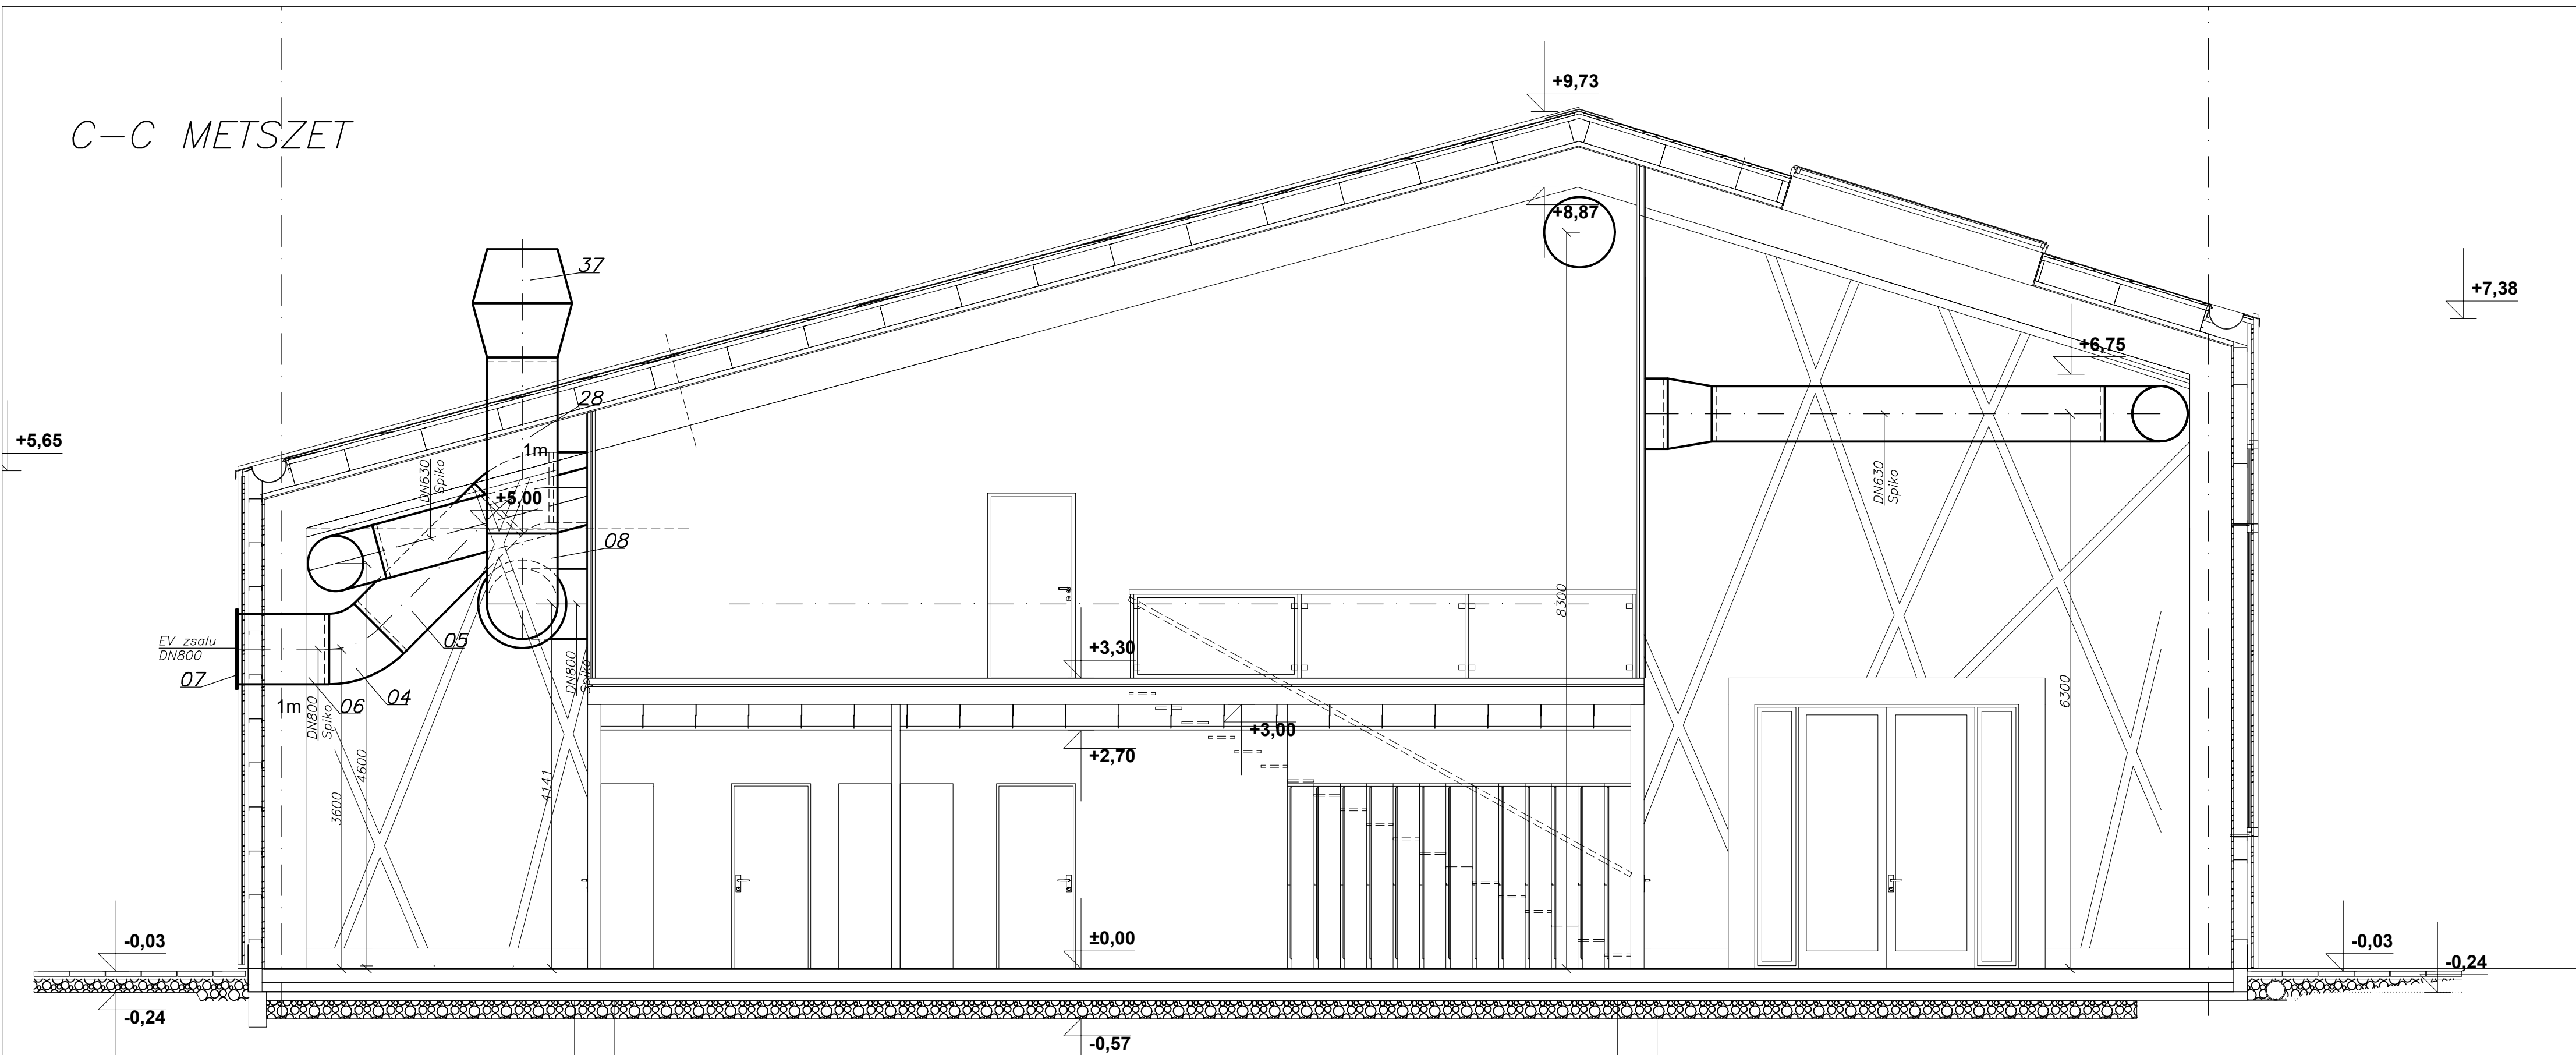 C-C METSZET
+9,73
+8,87
37
+7,38
+6,75
28
+5,65
1m
DN630
Spiko
+5,00
DN630
Spiko
08
8300
05
EV zsalu
DN800
07
04
06
1m
DN800
Spiko
DN800
Spiko
+3,30
6300
+3,00
+2,70
4600
3600
4141
-0,03
±0,00
-0,03
-0,24
-0,24
-0,57